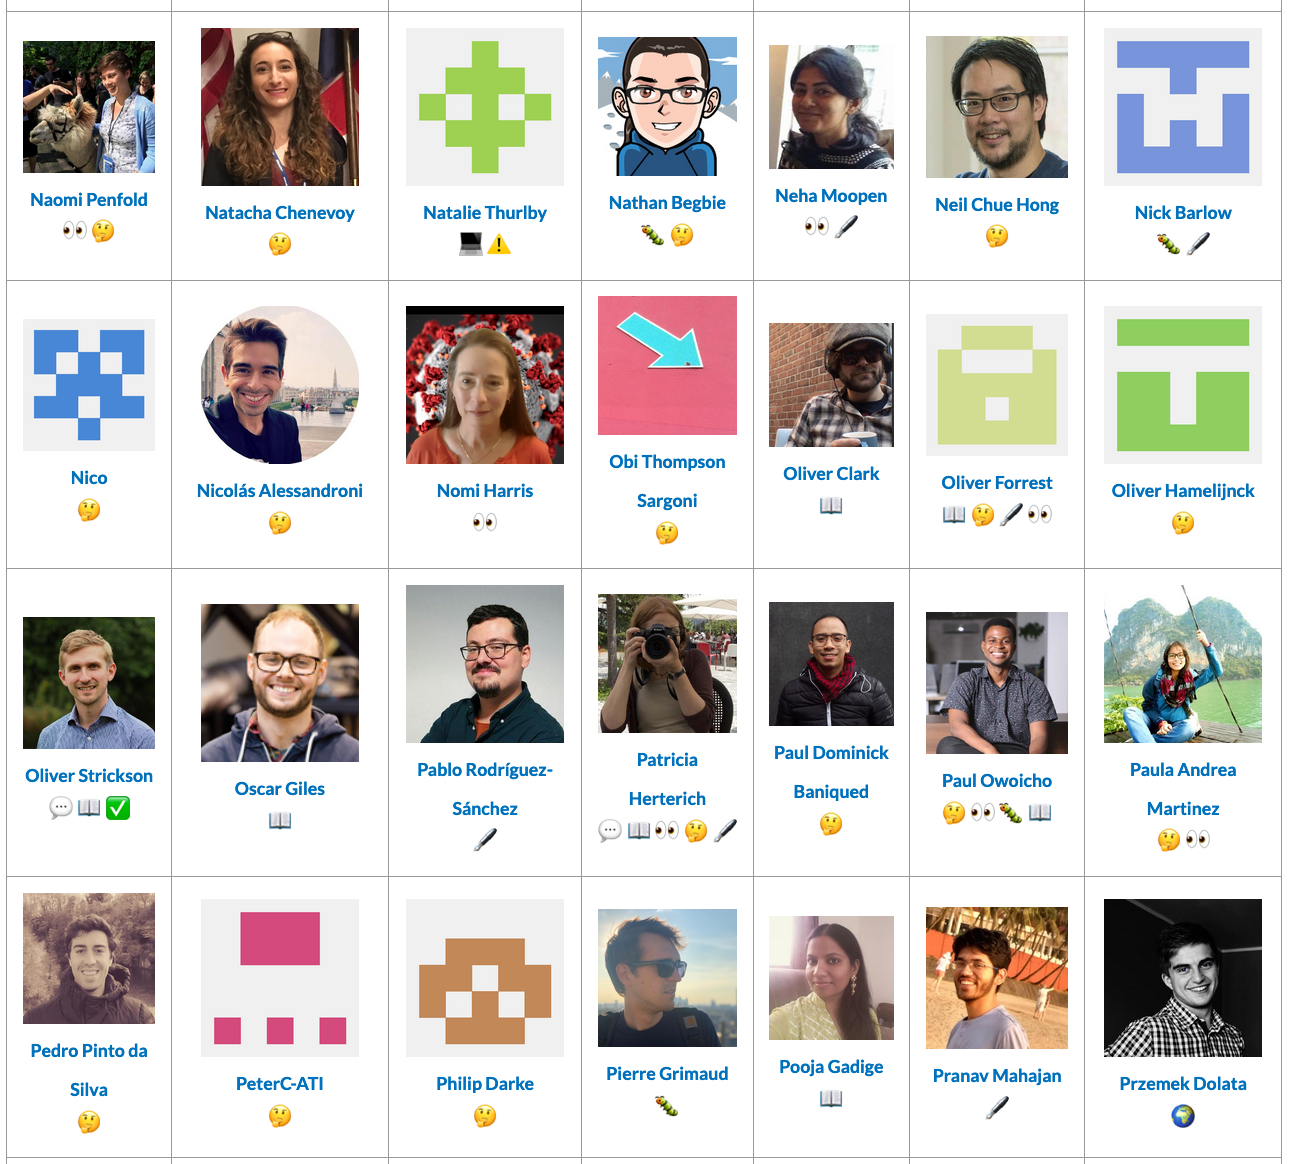 Naomi Penfold
Natacha Chenevoy
Natalie Thurlby
Nathan Begbie
Neha Moopen
Neil Chue Hong
Nick Barlow
Nico
Nicolás Alessandroni
Nomi Harris
Obi Thompson
Sargoni
Oliver Clark
Oliver Forrest
Oliver Hamelijnck
Oliver Strickson
Oscar Giles
Pablo Rodríguez-
Sánchez
Patricia
Herterich
Paul Dominick
Baniqued
Paul Owoicho
Paula Andrea
Martinez
Pedro Pinto da
Silva
PeterC-ATI
Philip Darke
Pierre Grimaud
Pooja Gadige
Pranav Mahajan
Przemek Dolata